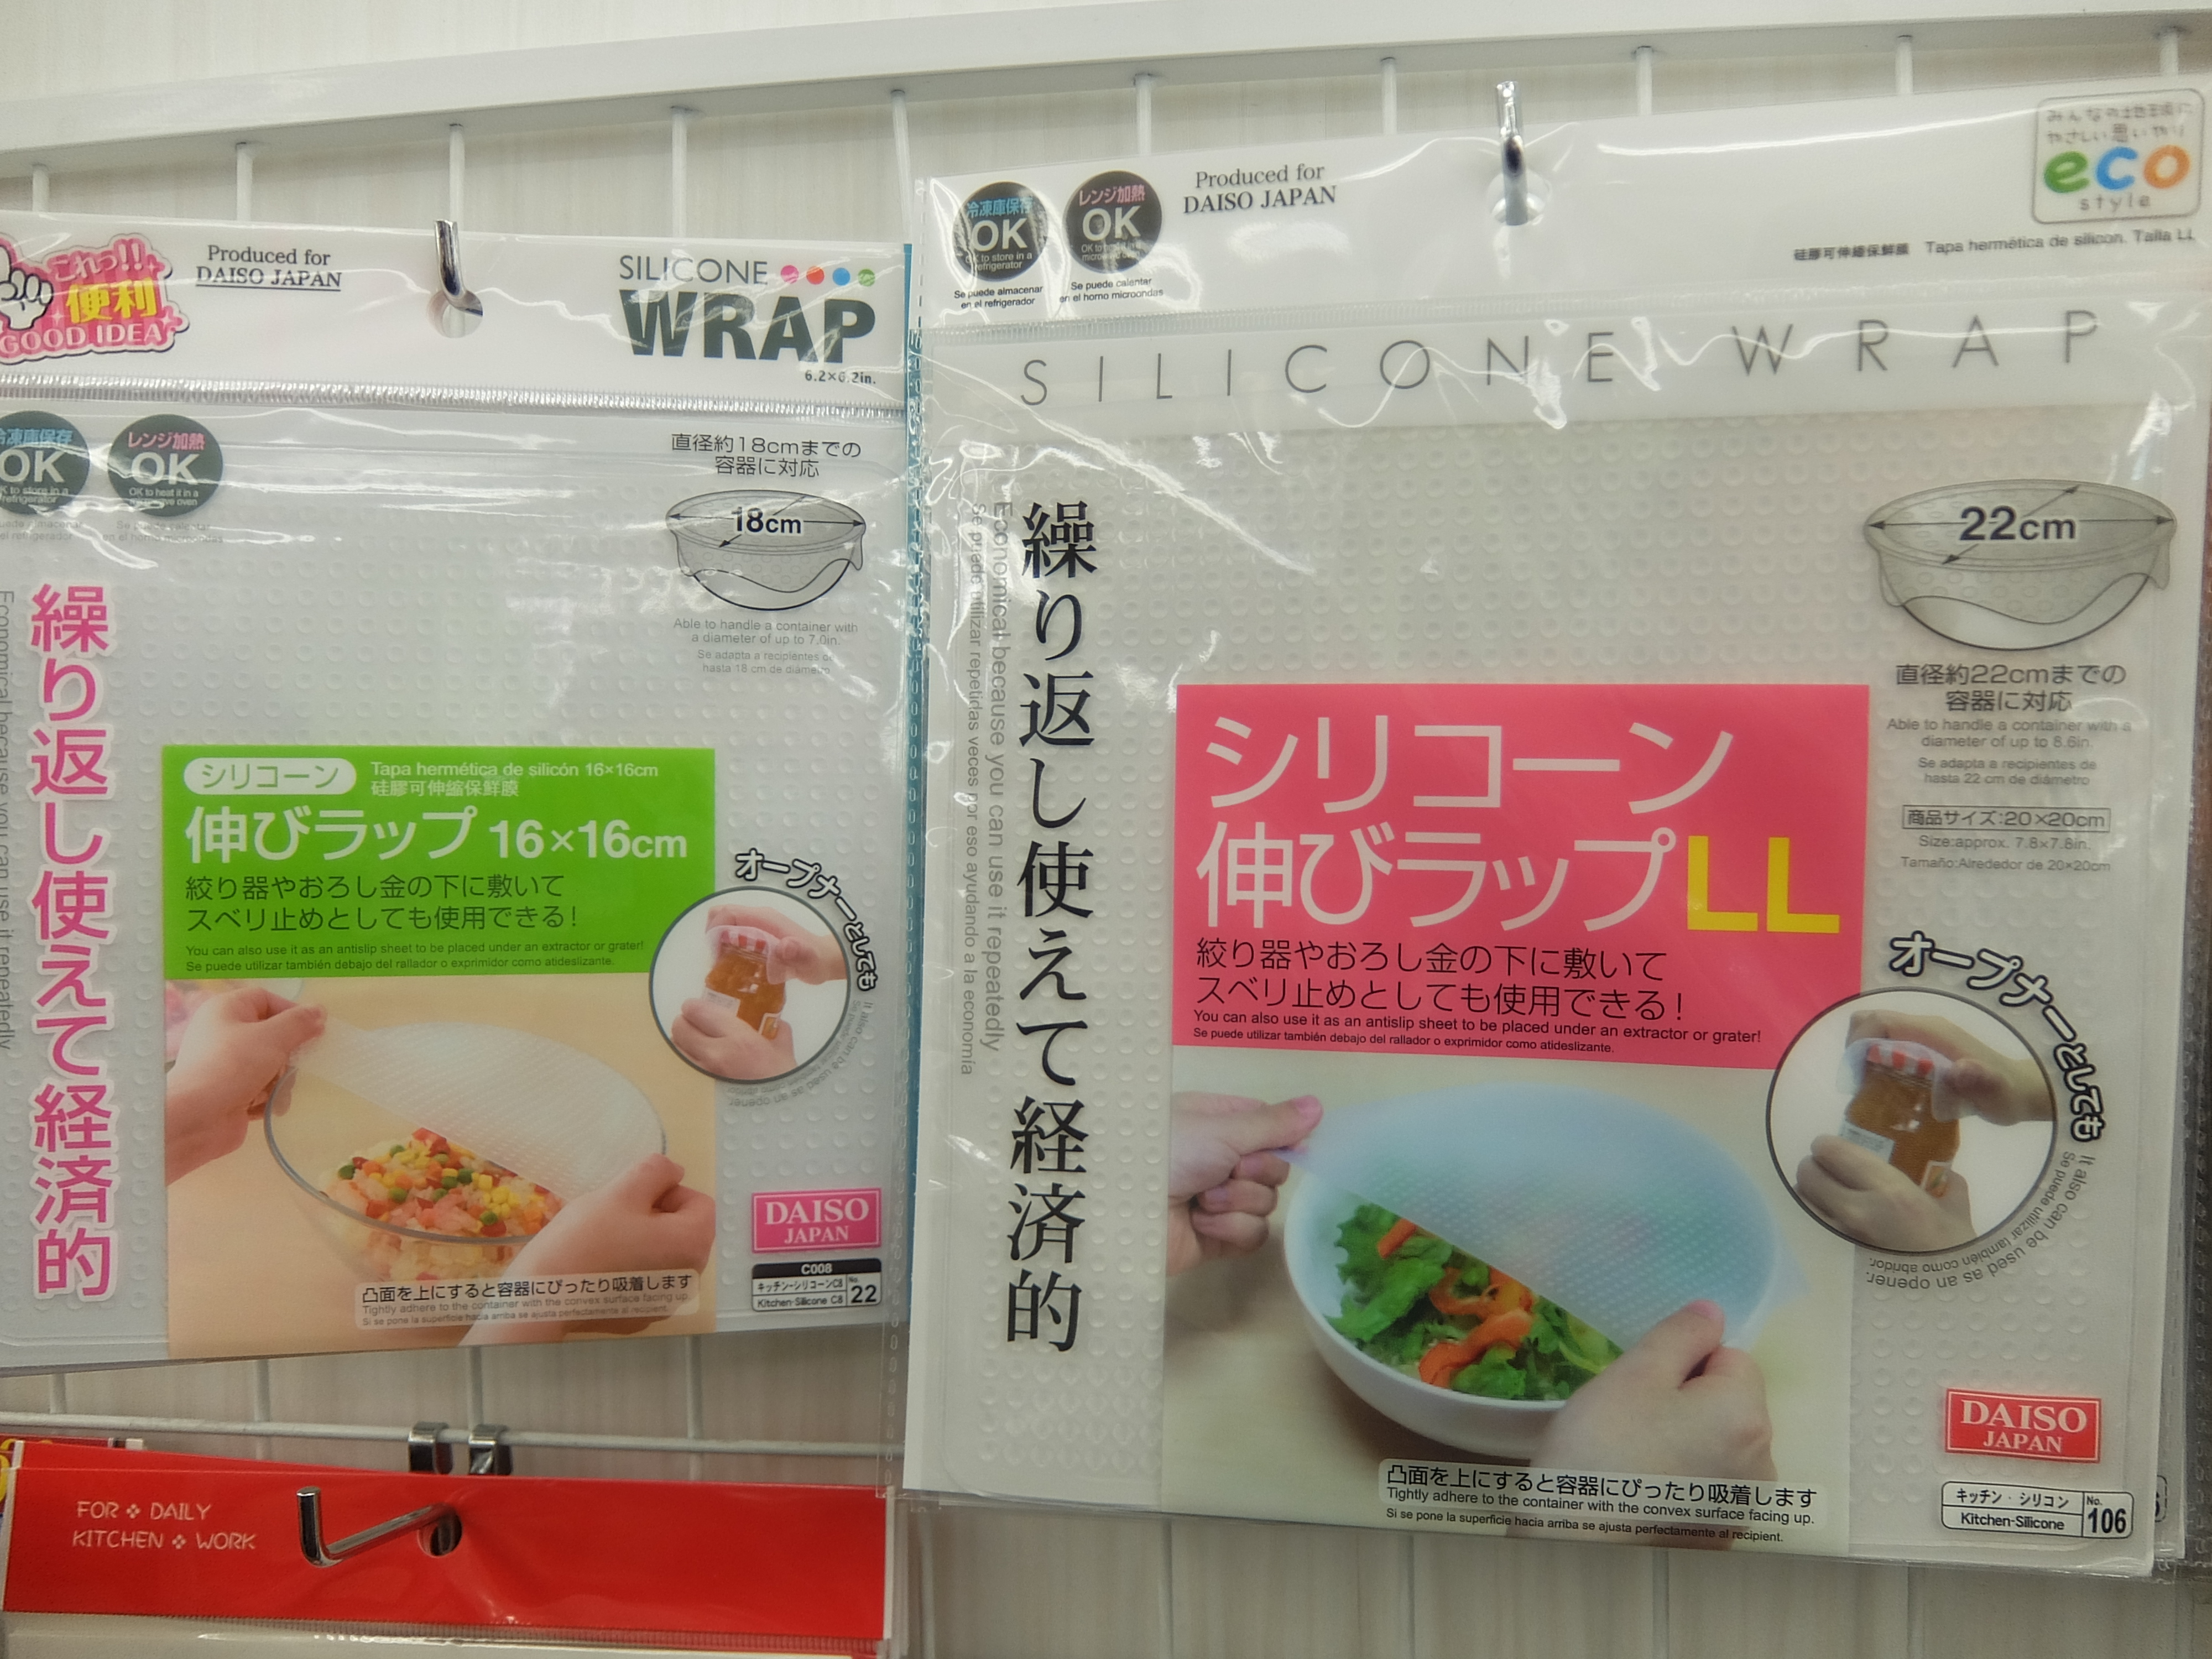 これっ!!
便利
GOOD IDEA
Produced for
DAISO JAPAN
SILICONE
WRAP
6.2×6.2in.
冷凍庫保存
OK
OK to store in a
refrigerator
レンジ加熱
OK
OK to heat it in a
microwave oven
直径約18cmまでの
容器に対応
18cm
Able to handle a container with
a diameter of up to 7.0in.
Se adapta a recipientes de
hasta 18 cm de diámetro
繰り返し使えて経済的
Economical because you can use it repeatedly
シリコーン
Tapa hermética de silicón 16×16cm
硅膠可伸縮保鮮膜
伸びラップ 16×16cm
絞り器やおろし金の下に敷いて
スベリ止めとしても使用できる!
You can also use it as an antislip sheet to be placed under an extractor or grater!
Se puede utilizar también debajo del rallador o exprimidor como atideslizante.
オープナーとしても
It also can be used as an opener.
凸面を上にすると容器にぴったり吸着します
Tightly adhere to the container with the convex surface facing up.
Si se pone la superficie hacia arriba se ajusta perfectamente al recipient.
DAISO
JAPAN
C008
キッチン・シリコーンC8
Kitchen-Silicone C8
No.
22
FOR DAILY
KITCHEN WORK
冷凍庫保存
OK
OK to store in a
refrigerator
Se puede almacenar
en el refrigerador
レンジ加熱
OK
OK to heat it in a
microwave oven
Se puede calentar
en el horno microondas
Produced for
DAISO JAPAN
みんなの地球に
やさしい思いやり
eco
style
硅膠可伸縮保鮮膜 Tapa hermética de silicon. Talla LL
SILICONE WRAP
繰り返し使えて経済的
Economical because you can use it repeatedly
Se puede utilizar repetidas veces por eso ayudando a la economía
22cm
直径約22cmまでの
容器に対応
Able to handle a container with a
diameter of up to 8.6in.
Se adapta a recipientes de
hasta 22 cm de diámetro
商品サイズ:20×20cm
Size:approx. 7.8×7.8in.
Tamaño:Alrededor de 20×20cm
シリコーン
伸びラップLL
絞り器やおろし金の下に敷いて
スベリ止めとしても使用できる!
You can also use it as an antislip sheet to be placed under an extractor or grater!
Se puede utilizar también debajo del rallador o exprimidor como atideslizante.
オープナーとしても
It also can be used as an opener.
Se puede utilizar también como abridor.
凸面を上にすると容器にぴったり吸着します
Tightly adhere to the container with the convex surface facing up.
Si se pone la superficie hacia arriba se ajusta perfectamente al recipient.
DAISO
JAPAN
キッチン・シリコン
Kitchen-Silicone
No.
106